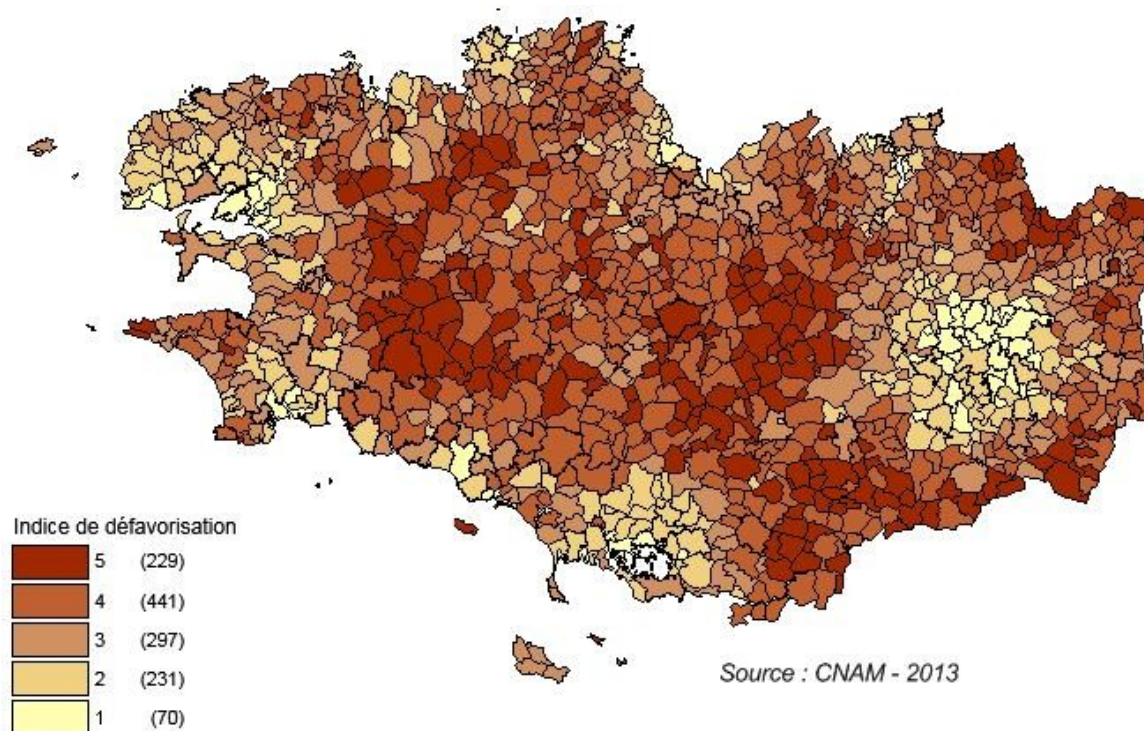 Indice de défavorisation
5 (229)
4 (441)
3 (297)
2 (231)
1 (70)
Source : CNAM - 2013